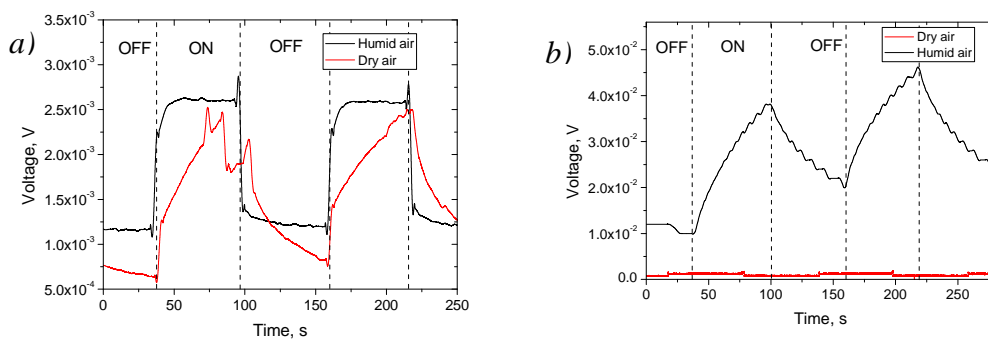 a)
3.5x10⁻³
3.0x10⁻³
2.5x10⁻³
2.0x10⁻³
1.5x10⁻³
1.0x10⁻³
5.0x10⁻⁴
Voltage, V
OFF ON OFF
Humid air
Dry air
0 50 100 150 200 250
Time, s
b)
5.0x10⁻²
4.0x10⁻²
3.0x10⁻²
2.0x10⁻²
1.0x10⁻²
0.0
Voltage, V
OFF ON OFF
Dry air
Humid air
0 50 100 150 200 250
Time, s